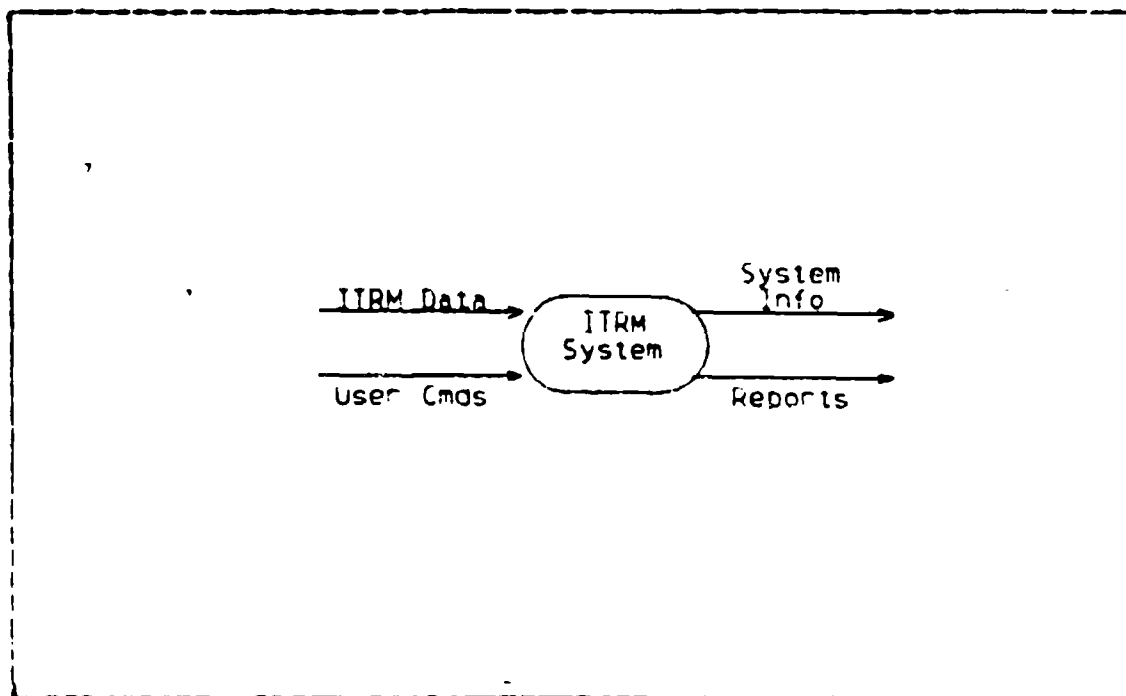 ITRM Data
User Cmds
ITRM
System
System
Info
Reports